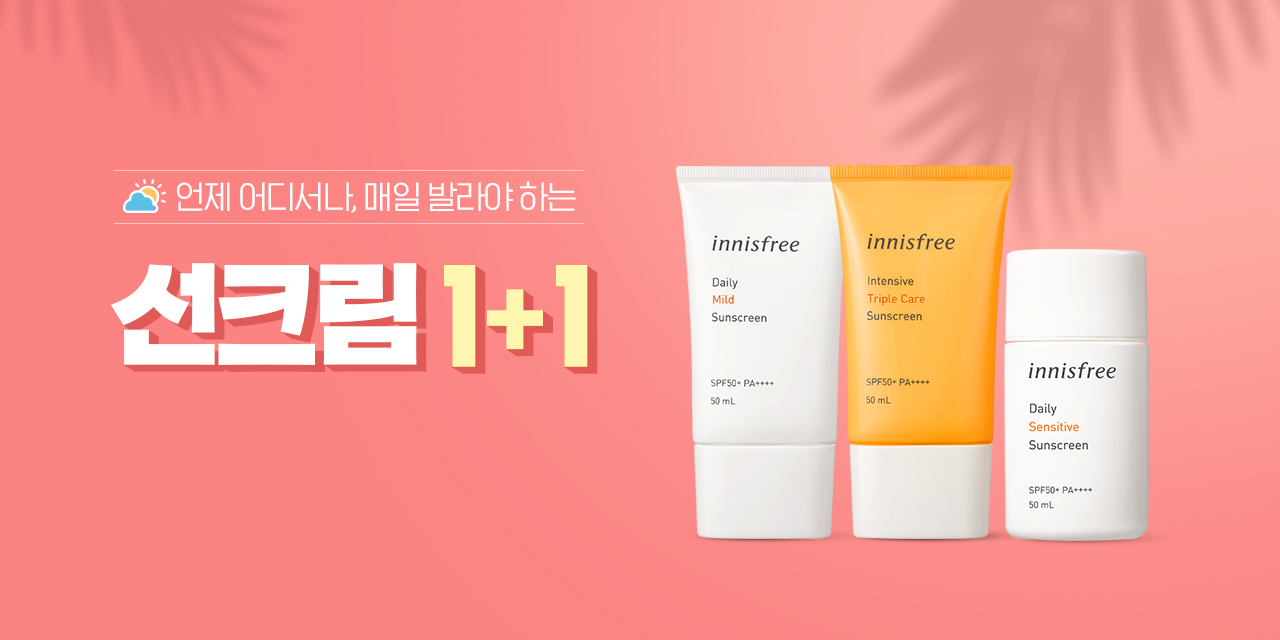 언제 어디서나, 매일 발라야 하는
선크림 1+1
innisfree
Daily
Mild
Sunscreen
SPF50+ PA++++
50 mL
innisfree
Intensive
Triple Care
Sunscreen
SPF50+ PA++++
50 mL
innisfree
Daily
Sensitive
Sunscreen
SPF50+ PA++++
50 mL